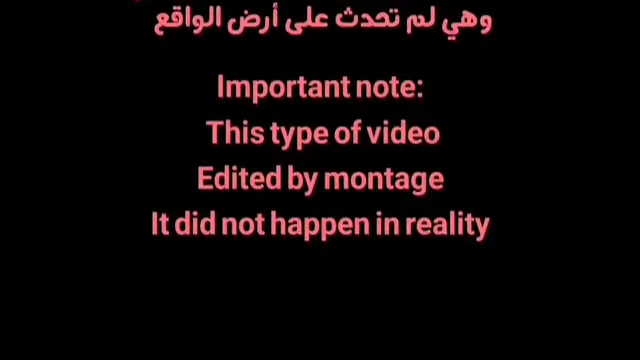 وهي لم تحدث على أرض الواقع
Important note:
This type of video
Edited by montage
It did not happen in reality